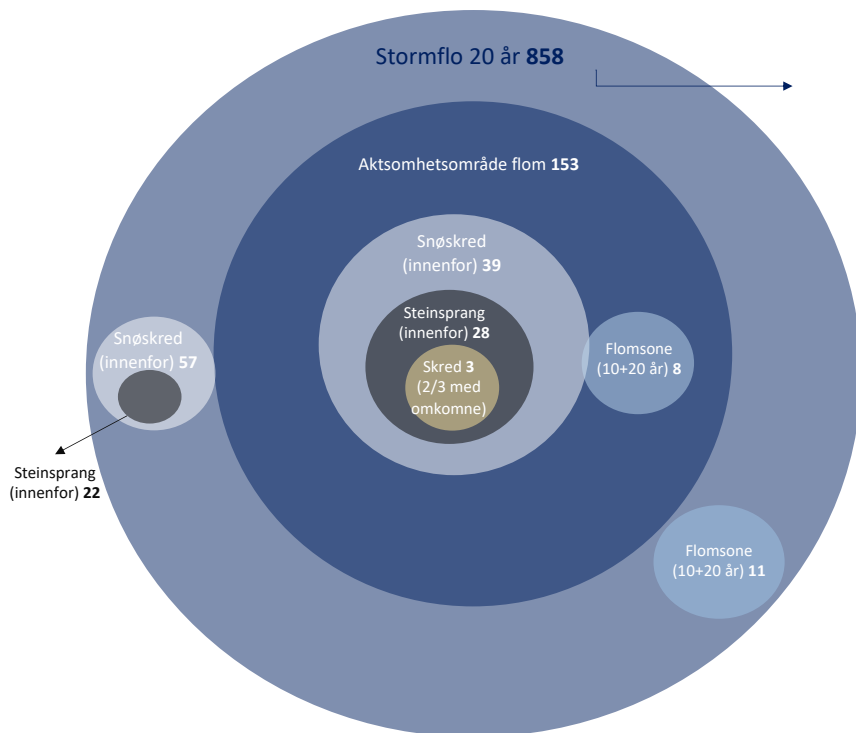 Stormflo 20 år 858
Aktsomhetsområde flom 153
Snøskred
(innenfor) 39
Steinsprang
(innenfor) 28
Skred 3
(2/3 med
omkomne)
Snøskred
(innenfor) 57
Flomsone
(10+20 år) 8
Steinsprang
(innenfor) 22
Flomsone
(10+20 år) 11